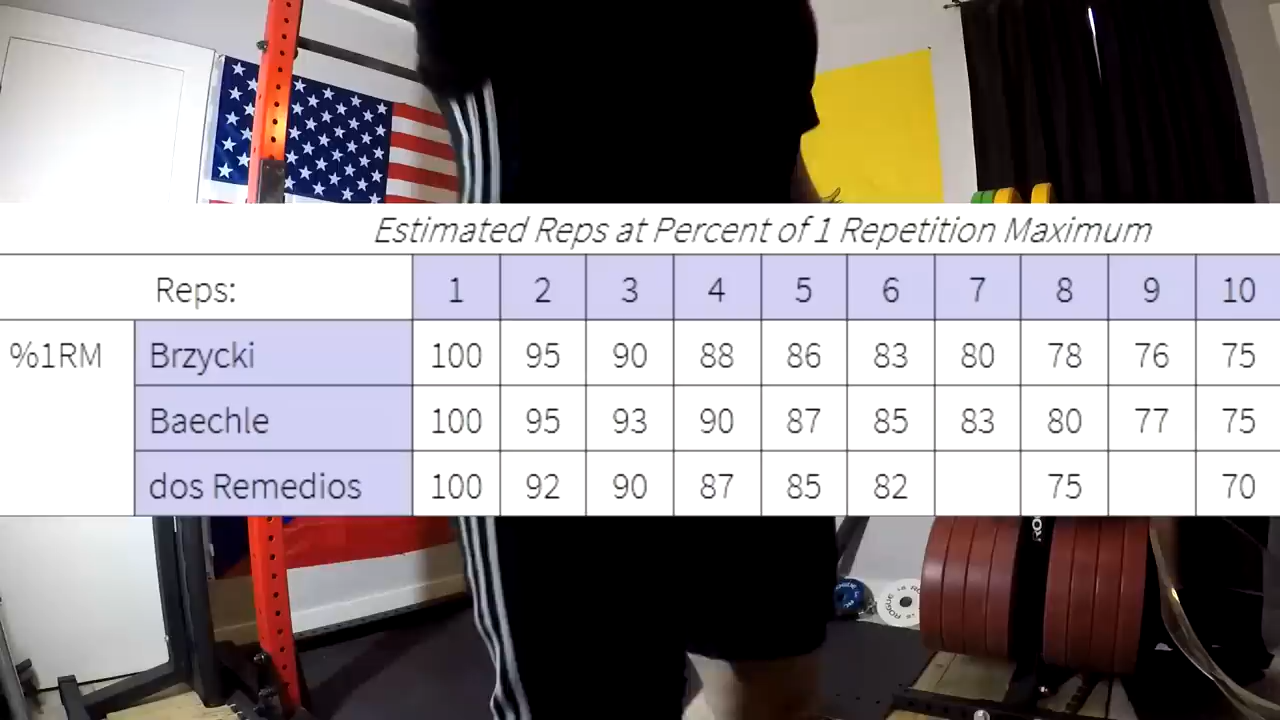 Estimated Reps at Percent of 1 Repetition Maximum
Reps: 1 2 3 4 5 6 7 8 9 10
%1RM Brzycki 100 95 90 88 86 83 80 78 76 75
Baechle 100 95 93 90 87 85 83 80 77 75
dos Remedios 100 92 90 87 85 82 75 70
ROGUE